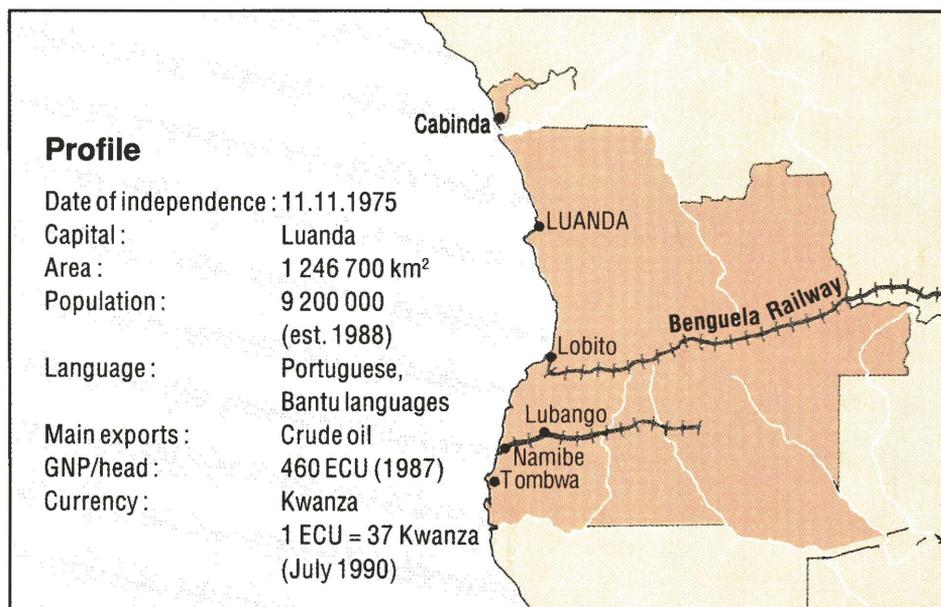 Profile
Date of independence : 11.11.1975
Capital : Luanda
Area : 1 246 700 km²
Population : 9 200 000
(est. 1988)
Language : Portuguese,
Bantu languages
Main exports : Crude oil
GNP/head : 460 ECU (1987)
Currency : Kwanza
1 ECU = 37 Kwanza
(July 1990)
Cabinda
LUANDA
Benguela Railway
Lobito
Lubango
Namibe
Tombwa